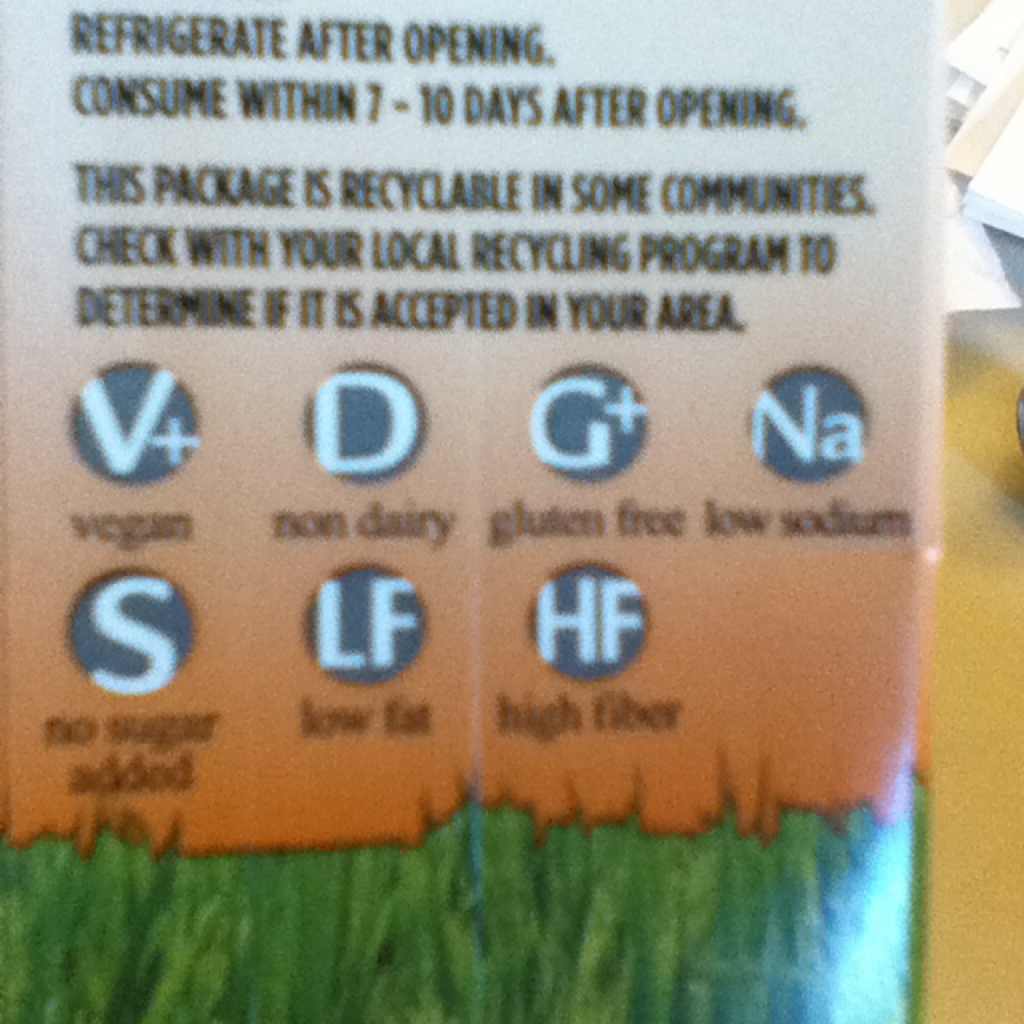 REFRIGERATE AFTER OPENING.
CONSUME WITHIN 7 - 10 DAYS AFTER OPENING.
THIS PACKAGE IS RECYCLABLE IN SOME COMMUNITIES.
CHECK WITH YOUR LOCAL RECYCLING PROGRAM TO
DETERMINE IF IT IS ACCEPTED IN YOUR AREA.
V+ D G+ Na
vegan non dairy gluten free low sodium
S LF HF
no sugar low fat high fiber
added